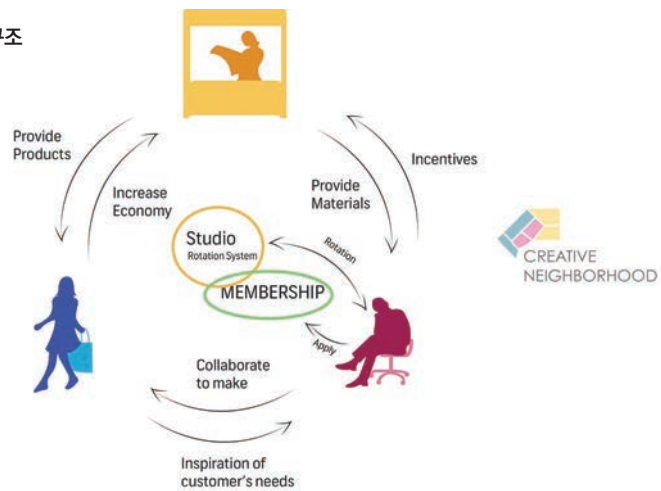 조
Provide
Products
Increase
Economy
Provide
Materials
Incentives
Studio
Rotation System
MEMBERSHIP
Rotation
Apply
CREATIVE
NEIGHBORHOOD
Collaborate
to make
Inspiration of
customer's needs